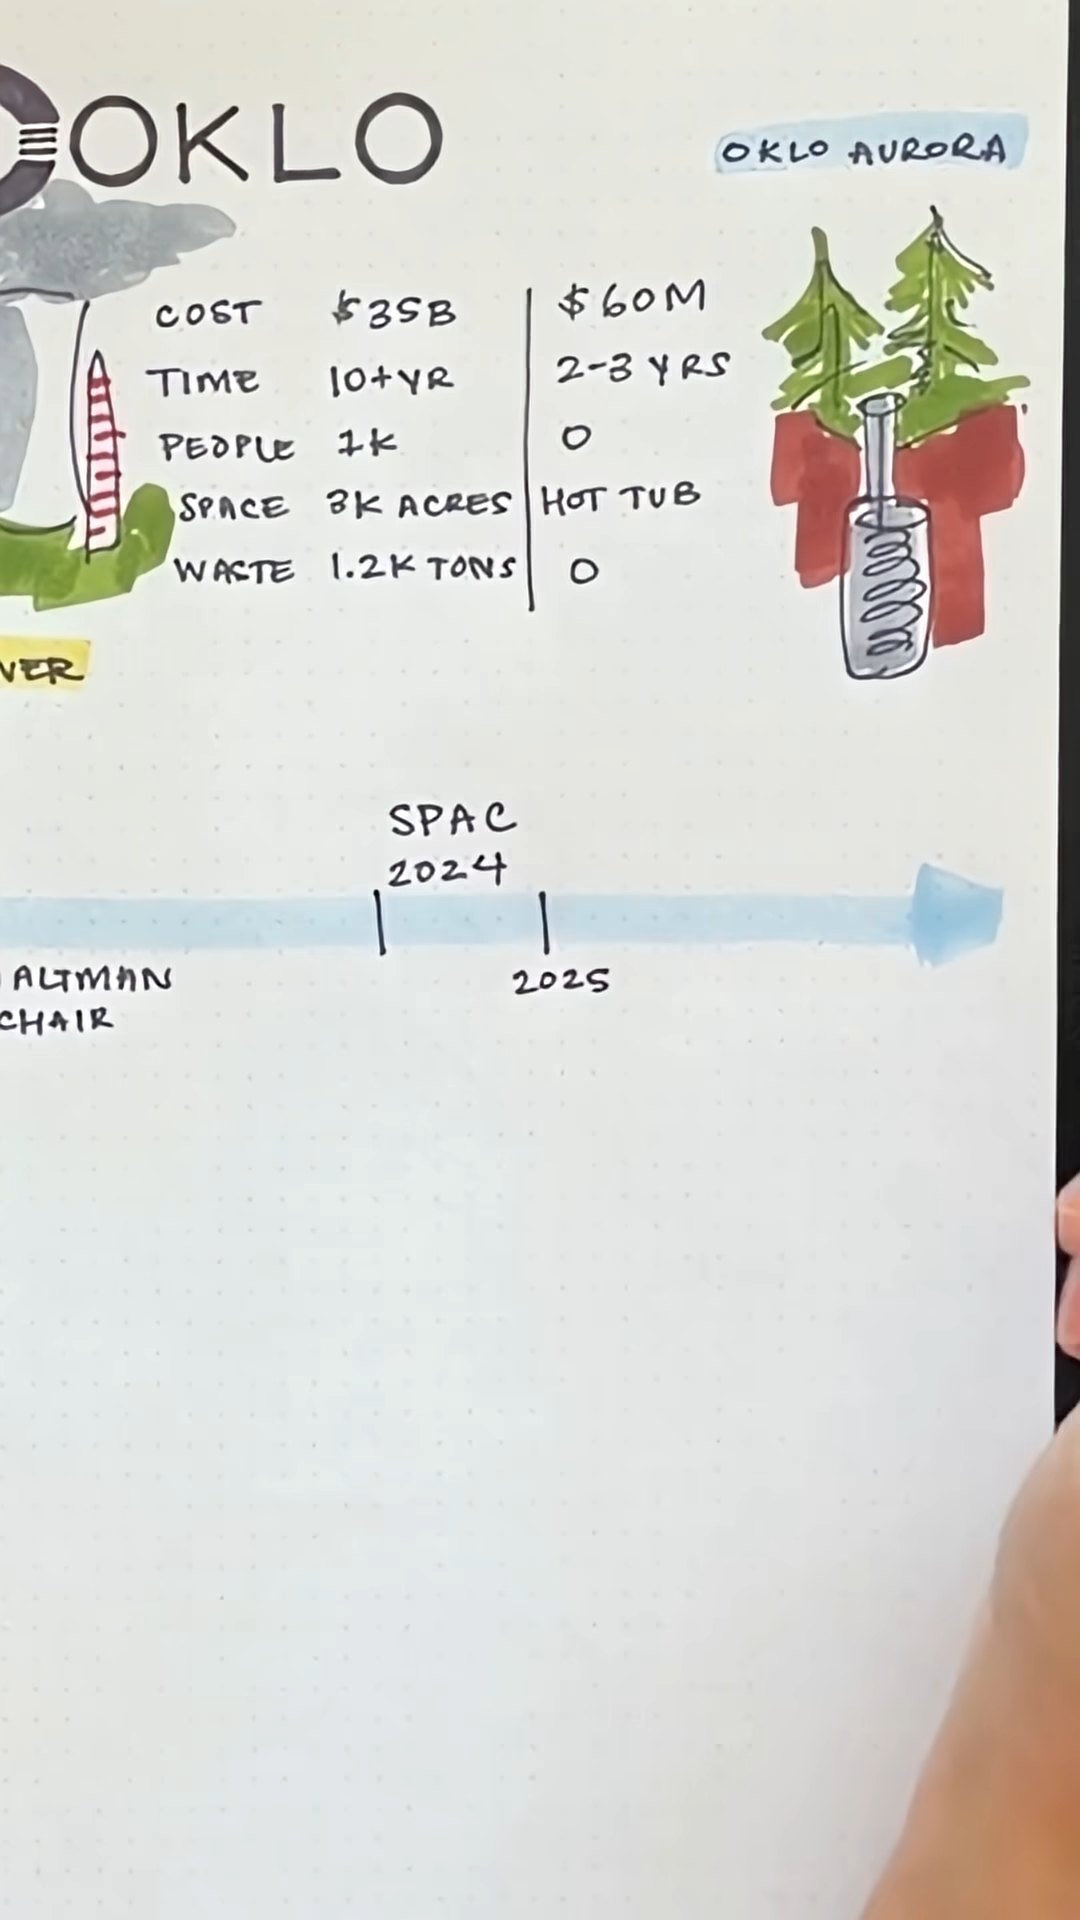 OKLO
OKLO AURORA
COST $35B $60M
TIME 10+YR 2-3 YRS
PEOPLE 1K 0
SPACE 3K ACRES HOT TUB
WASTE 1.2K TONS 0
VER
SPAC
2024
ALTMAN
CHAIR
2025